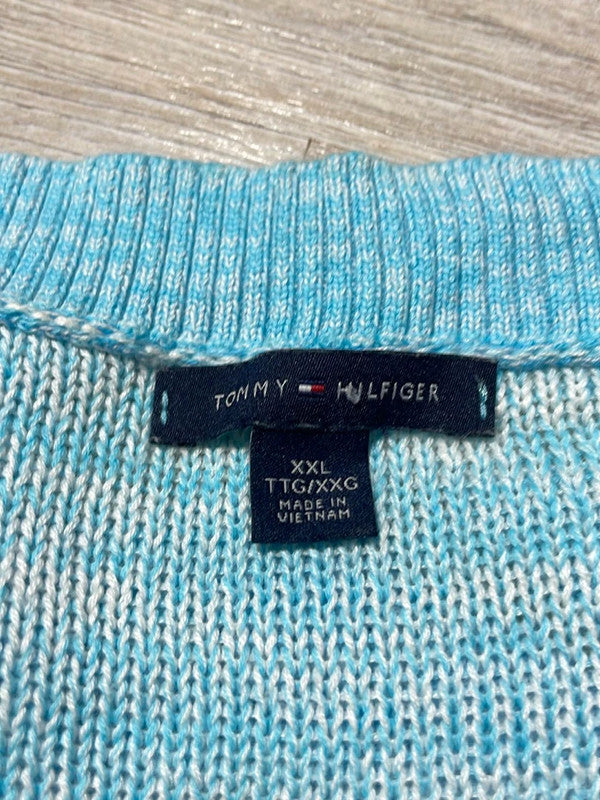 TOMMY HILFIGER
XXL
TTG/XXG
MADE IN
VIETNAM